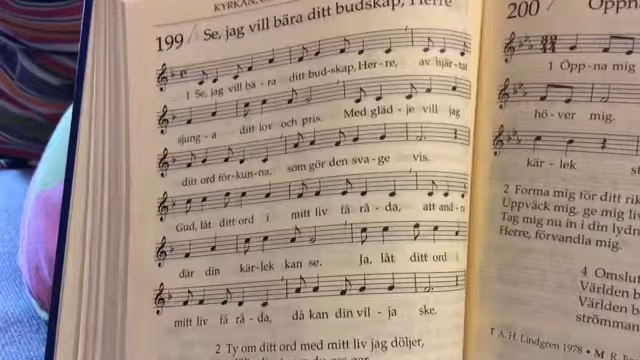 199 / Se, jag vill bära ditt budskap, Herre
1 Se, jag vill bä - ra ditt bud - skap, Her - re, av hjär - tat
sjung - a ditt lov och pris. Med gläd - je vill jag
ditt ord för - kun - na, som gör den sva - ge vis.
Gud, låt ditt ord i mitt liv få rå - da, att and - ra
där din kär - lek kan se. Ja, låt ditt ord i
mitt liv få rå - da, då kan din vil - ja ske.
2 Ty om ditt ord med mitt liv jag döljer,
200 /
1 Öpp - na mig
hö - ver mig.
kär - lek
2 Forma mig för ditt rik
Uppväck mig, ge mig li
Tag mig nu in i din lydn
Herre, förvandla mig.
4 Omslut
Världen b
Världen b
strömmar
T A. H. Lindgren 1978 • M